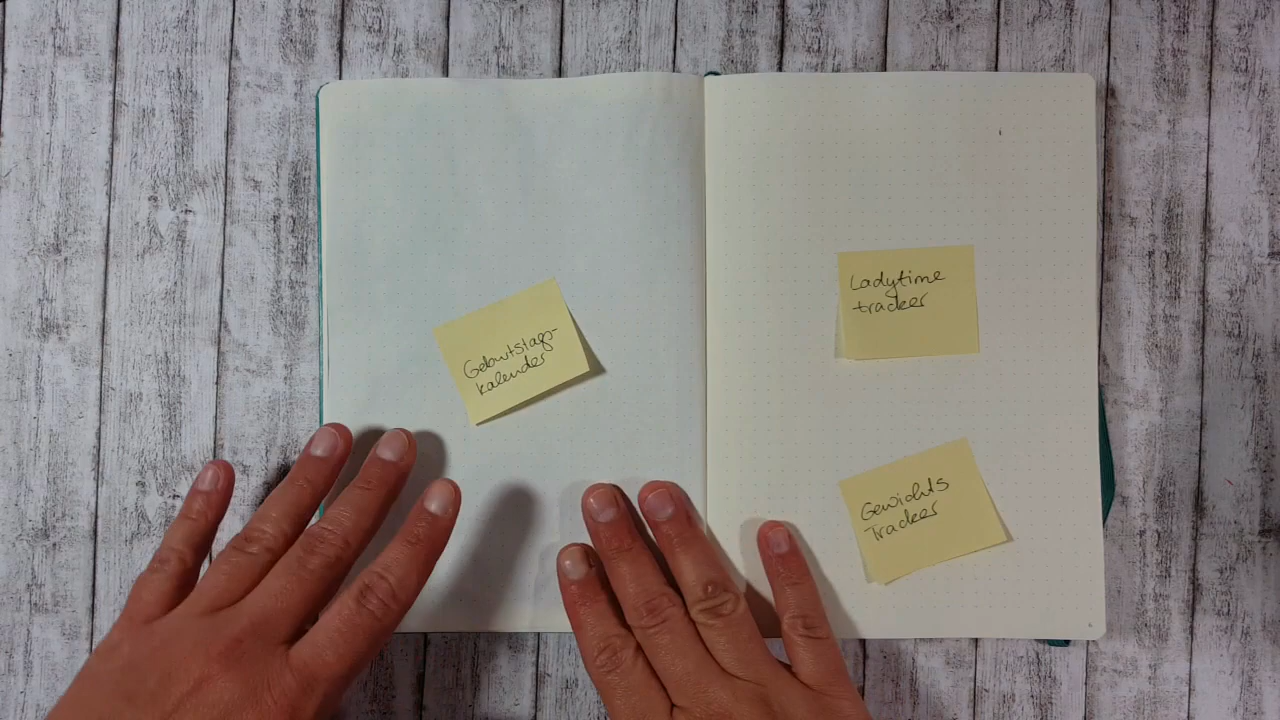 Geburtstags-
kalender
Ladytime
tracker
Gewichts
Tracker